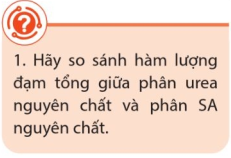 1. Hãy so sánh hàm lượng
đạm tổng giữa phân urea
nguyên chất và phân SA
nguyên chất.